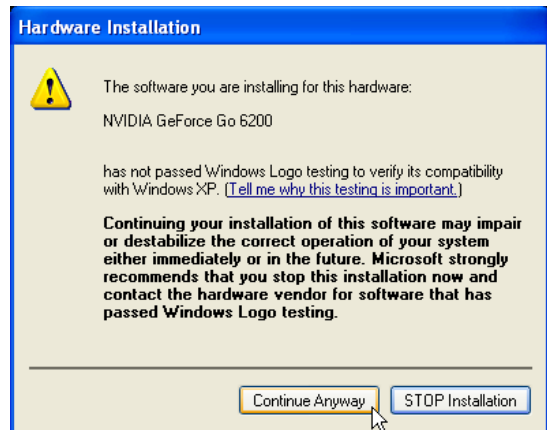 Hardware Installation
The software you are installing for this hardware:
NVIDIA GeForce Go 6200
has not passed Windows Logo testing to verify its compatibility
with Windows XP. (Tell me why this testing is important.)
Continuing your installation of this software may impair
or destabilize the correct operation of your system
either immediately or in the future. Microsoft strongly
recommends that you stop this installation now and
contact the hardware vendor for software that has
passed Windows Logo testing.
Continue Anyway STOP Installation